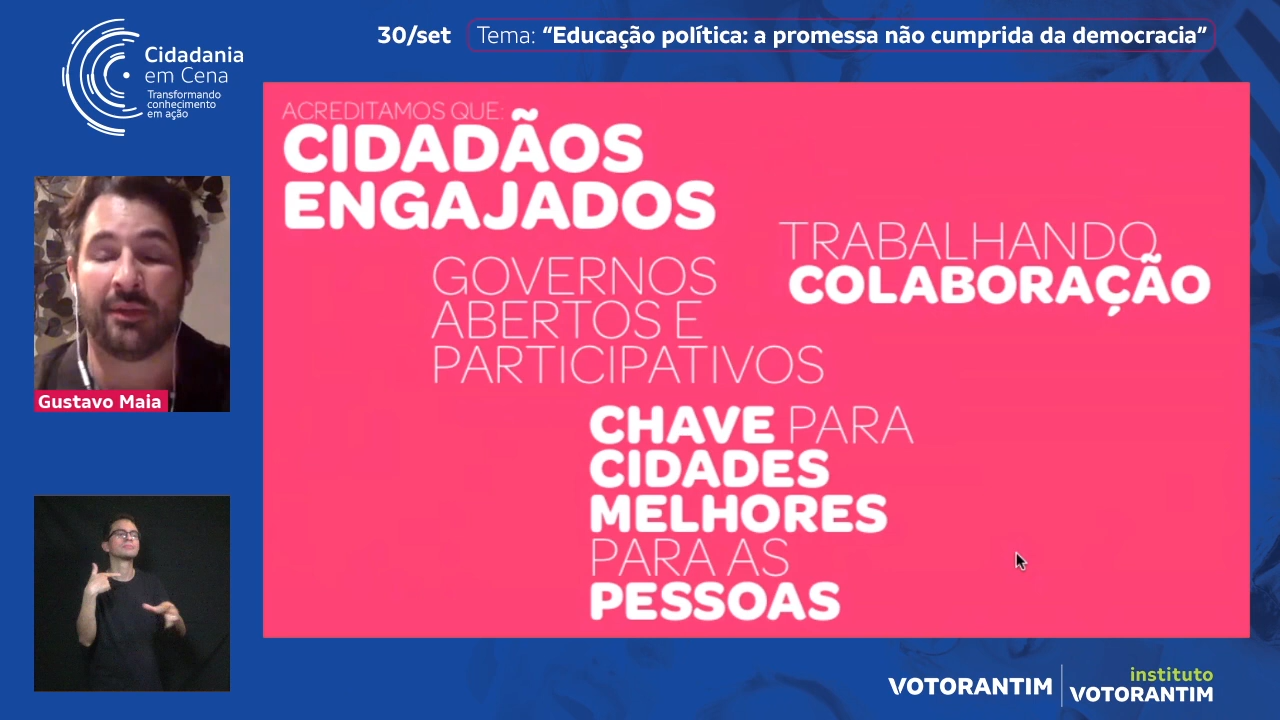 Cidadania
em Cena
Transformando
conhecimento
em ação
30/set
Tema: “Educação política: a promessa não cumprida da democracia”
ACREDITAMOS QUE:
CIDADÃOS
ENGAJADOS
GOVERNOS
ABERTOS E
PARTICIPATIVOS
TRABALHANDO
COLABORAÇÃO
CHAVE PARA
CIDADES
MELHORES
PARA AS
PESSOAS
Gustavo Maia
VOTORANTIM
instituto
VOTORANTIM